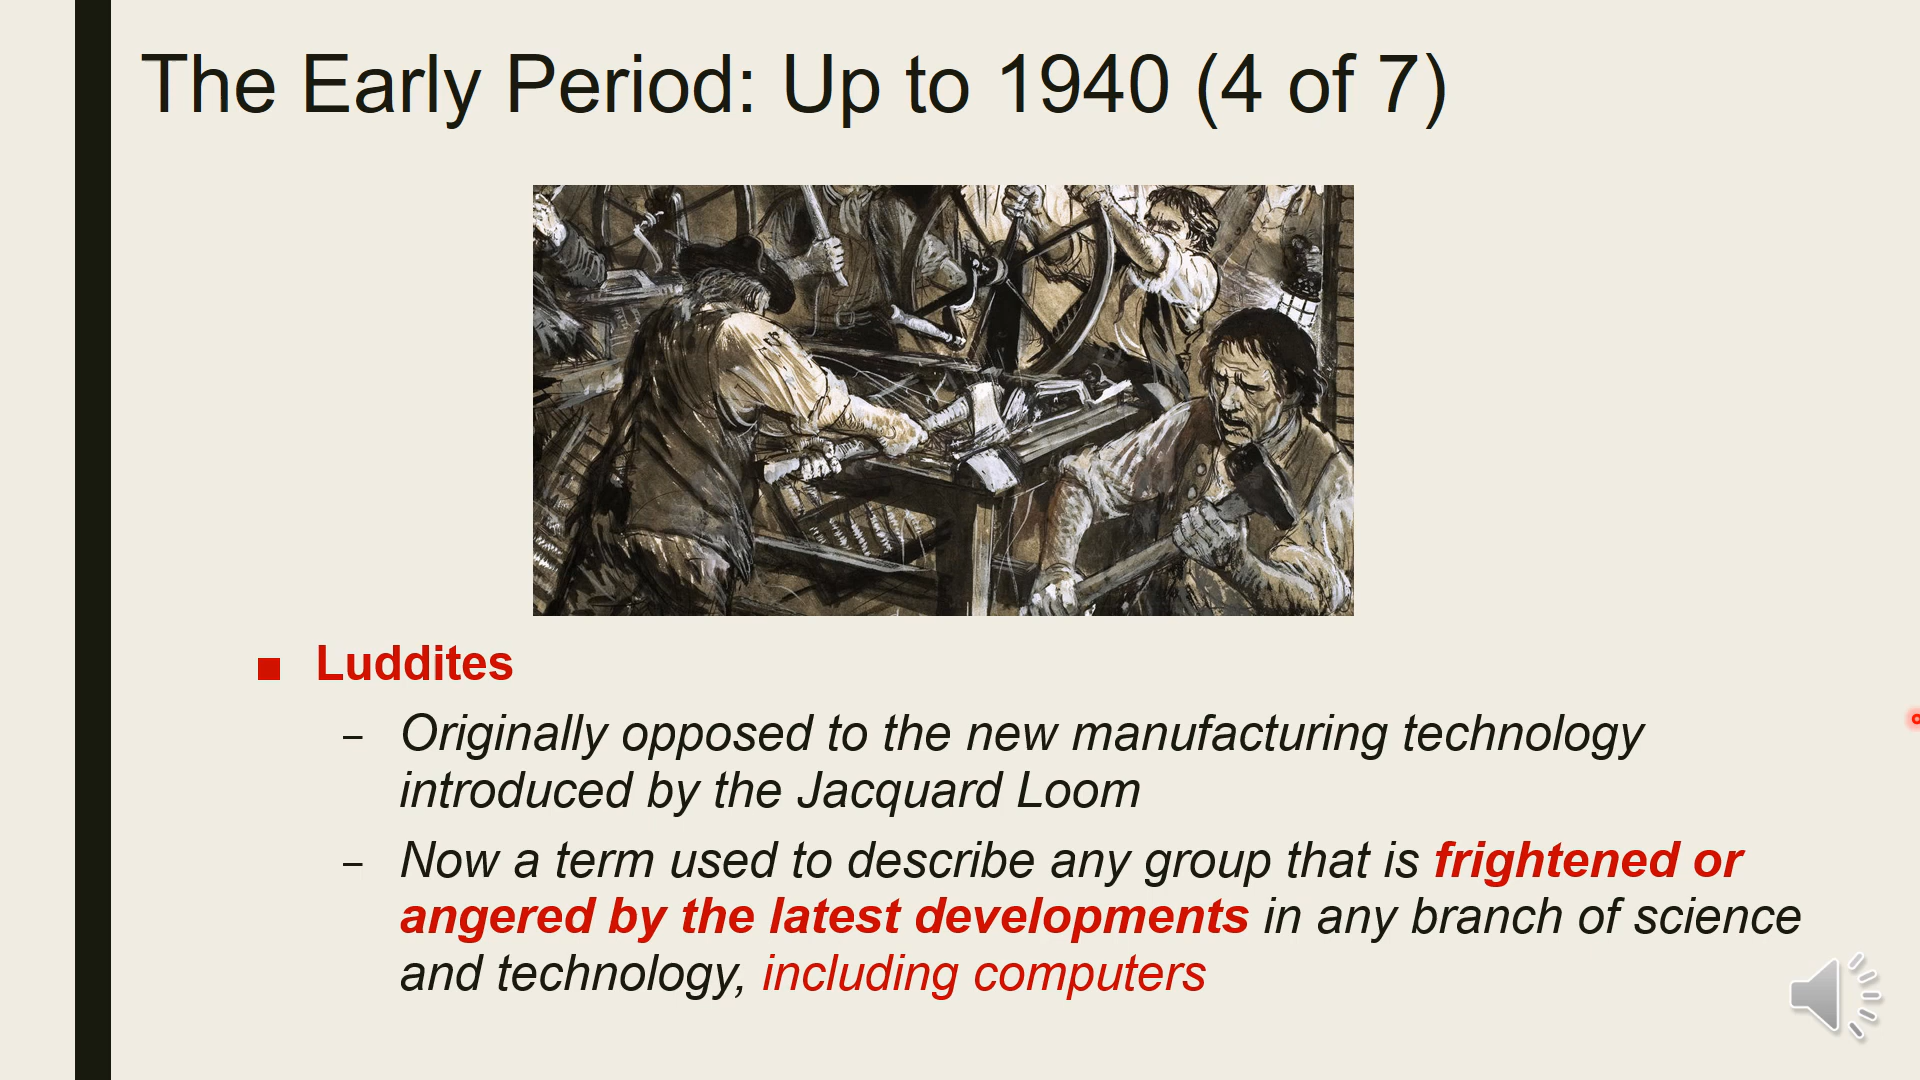 The Early Period: Up to 1940 (4 of 7)
■ Luddites
– Originally opposed to the new manufacturing technology
introduced by the Jacquard Loom
– Now a term used to describe any group that is frightened or
angered by the latest developments in any branch of science
and technology, including computers